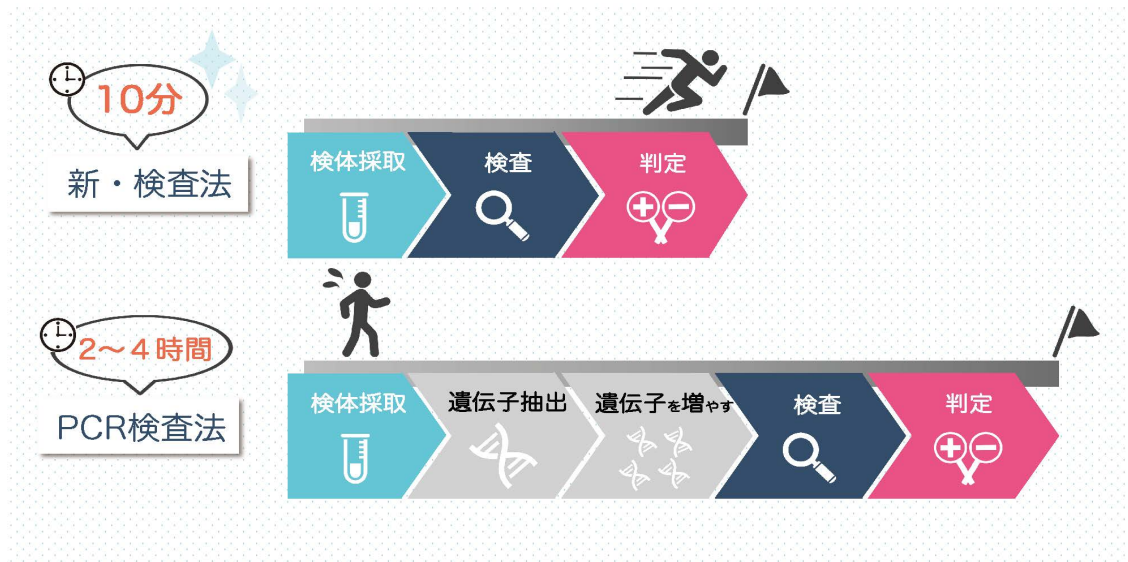 10分
新・検査法
検体採取
検査
判定
2〜4時間
PCR検査法
検体採取
遺伝子抽出
遺伝子を増やす
検査
判定